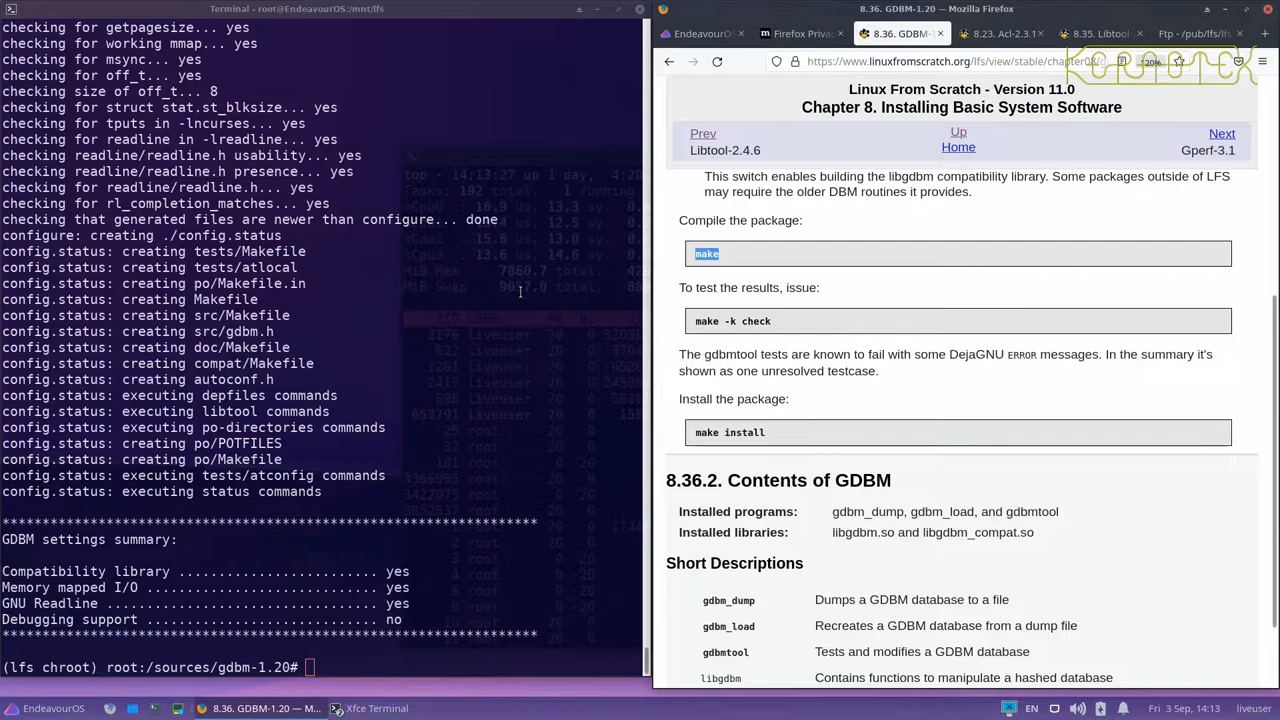 Terminal - root@EndeavourOS:/mnt/lfs
checking for getpagesize... yes
checking for working mmap... yes
checking for msync... yes
checking for off_t... yes
checking size of off_t... 8
checking for struct stat.st_blksize... yes
checking for tputs in -lncurses... yes
checking for readline in -lreadline... yes
checking readline/readline.h usability... yes
checking readline/readline.h presence... yes
checking for readline/readline.h... yes
checking for rl_completion_matches... yes
checking that generated files are newer than configure... done
configure: creating ./config.status
config.status: creating tests/Makefile
config.status: creating tests/atlocal
config.status: creating po/Makefile.in
config.status: creating Makefile
config.status: creating src/Makefile
config.status: creating src/gdbm.h
config.status: creating doc/Makefile
config.status: creating compat/Makefile
config.status: creating autoconf.h
config.status: executing depfiles commands
config.status: executing libtool commands
config.status: executing po-directories commands
config.status: creating po/POTFILES
config.status: creating po/Makefile
config.status: executing tests/atconfig commands
config.status: executing status commands
*******************************************************************
GDBM settings summary:
Compatibility library ......................... yes
Memory mapped I/O ............................. yes
GNU Readline .................................. yes
Debugging support ............................. no
*******************************************************************
(lfs chroot) root:/sources/gdbm-1.20#
top - 14:13:27 up 1 day, 4:20
8.36. GDBM-1.20 — Mozilla Firefox
EndeavourOS
Firefox Priva
8.36. GDBM-1
8.23. Acl-2.3.1
8.35. Libtool-
Ftp - /pub/lfs/lfs
https://www.linuxfromscratch.org/lfs/view/stable/chapter08/g
120%
Linux From Scratch - Version 11.0
Chapter 8. Installing Basic System Software
Prev
Up
Next
Libtool-2.4.6
Home
Gperf-3.1
This switch enables building the libgdbm compatibility library. Some packages outside of LFS
may require the older DBM routines it provides.
Compile the package:
make
To test the results, issue:
make -k check
The gdbmtool tests are known to fail with some DejaGNU ERROR messages. In the summary it's
shown as one unresolved testcase.
Install the package:
make install
8.36.2. Contents of GDBM
Installed programs: gdbm_dump, gdbm_load, and gdbmtool
Installed libraries: libgdbm.so and libgdbm_compat.so
Short Descriptions
gdbm_dump Dumps a GDBM database to a file
gdbm_load Recreates a GDBM database from a dump file
gdbmtool Tests and modifies a GDBM database
libgdbm Contains functions to manipulate a hashed database
EndeavourOS
8.36. GDBM-1.20 — M...
Xfce Terminal
EN
Fri 3 Sep, 14:13
liveuser